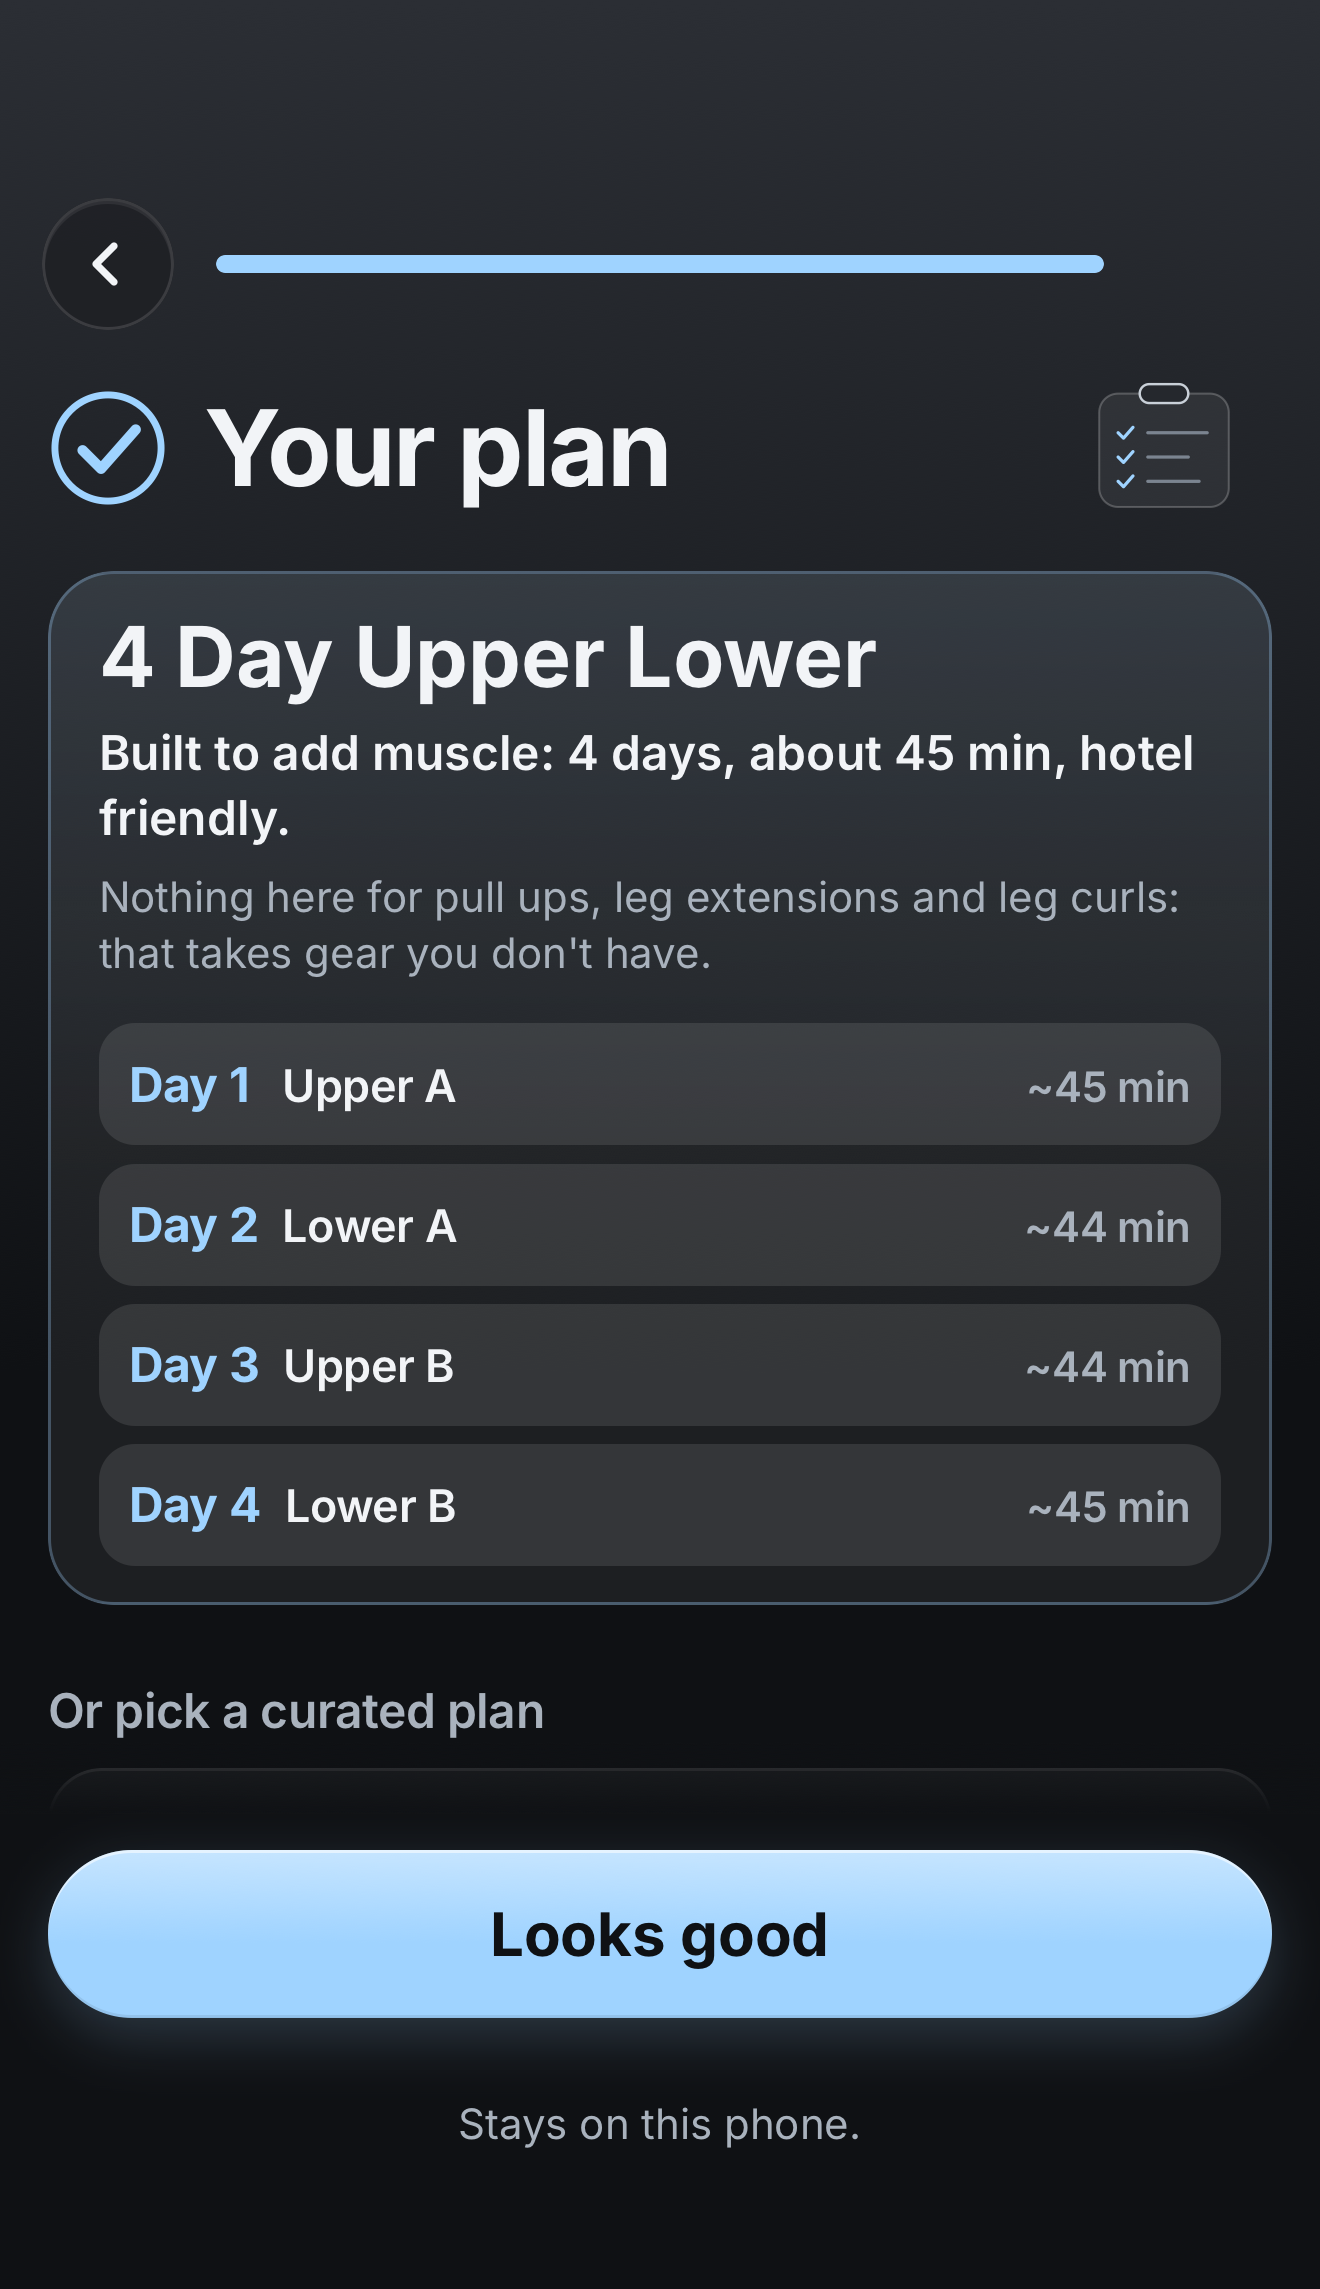 Your plan
4 Day Upper Lower
Built to add muscle: 4 days, about 45 min, hotel
friendly.
Nothing here for pull ups, leg extensions and leg curls:
that takes gear you don't have.
Day 1 Upper A ~45 min
Day 2 Lower A ~44 min
Day 3 Upper B ~44 min
Day 4 Lower B ~45 min
Or pick a curated plan
Looks good
Stays on this phone.